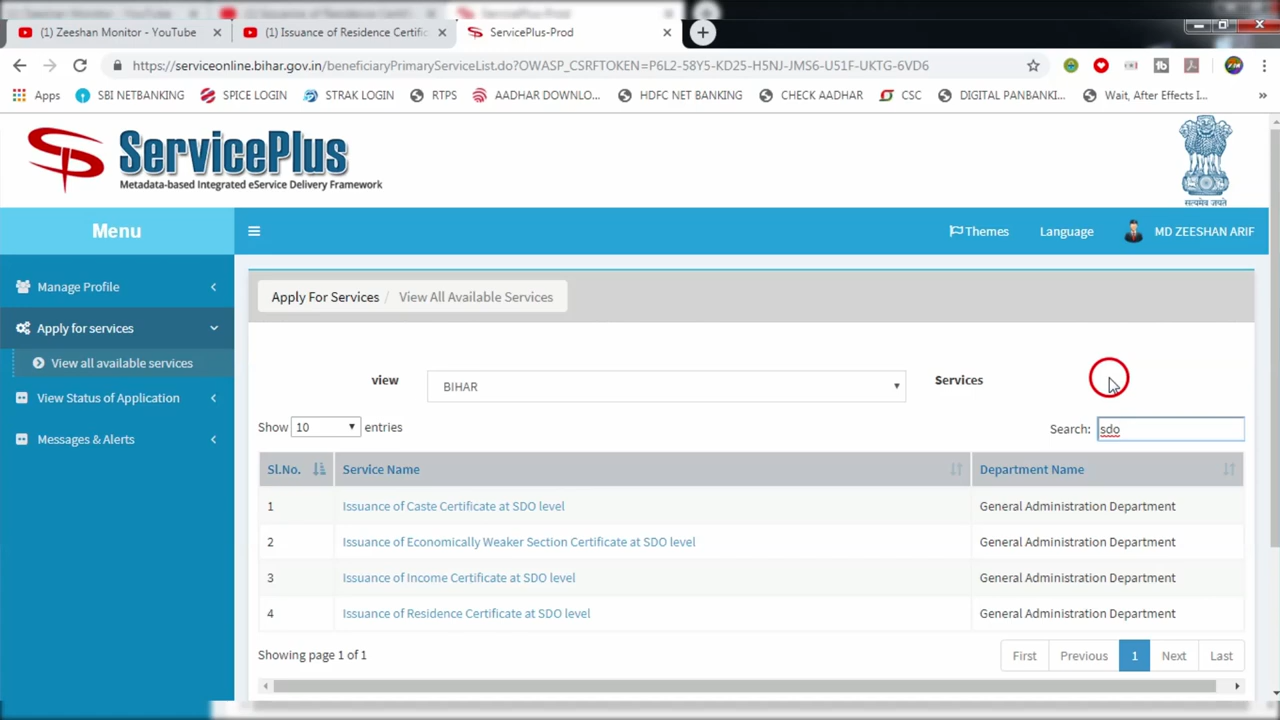 (1) Zeeshan Monitor - YouTube
(1) Issuance of Residence Certific
ServicePlus-Prod
https://serviceonline.bihar.gov.in/beneficiaryPrimaryServiceList.do?OWASP_CSRFTOKEN=P6L2-58Y5-KD25-H5NJ-JMS6-U51F-UKTG-6VD6
Apps SBI NETBANKING SPICE LOGIN STRAK LOGIN RTPS AADHAR DOWNLO... HDFC NET BANKING CHECK AADHAR CSC DIGITAL PANBANKI... Wait, After Effects I... »
ServicePlus
Metadata-based Integrated eService Delivery Framework
सत्यमेव जयते
Menu
Themes Language MD ZEESHAN ARIF
Manage Profile
Apply for services
View all available services
View Status of Application
Messages & Alerts
Apply For Services / View All Available Services
view BIHAR Services
Show 10 entries
Search: sdo
Sl.No. Service Name Department Name
1 Issuance of Caste Certificate at SDO level General Administration Department
2 Issuance of Economically Weaker Section Certificate at SDO level General Administration Department
3 Issuance of Income Certificate at SDO level General Administration Department
4 Issuance of Residence Certificate at SDO level General Administration Department
Showing page 1 of 1
First Previous 1 Next Last